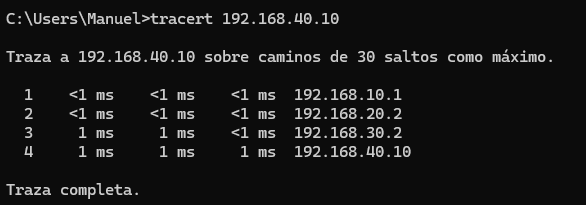 C:\Users\Manuel>tracert 192.168.40.10
Traza a 192.168.40.10 sobre caminos de 30 saltos como máximo.
1 <1 ms <1 ms <1 ms 192.168.10.1
2 <1 ms <1 ms <1 ms 192.168.20.2
3 1 ms 1 ms <1 ms 192.168.30.2
4 1 ms 1 ms 1 ms 192.168.40.10
Traza completa.